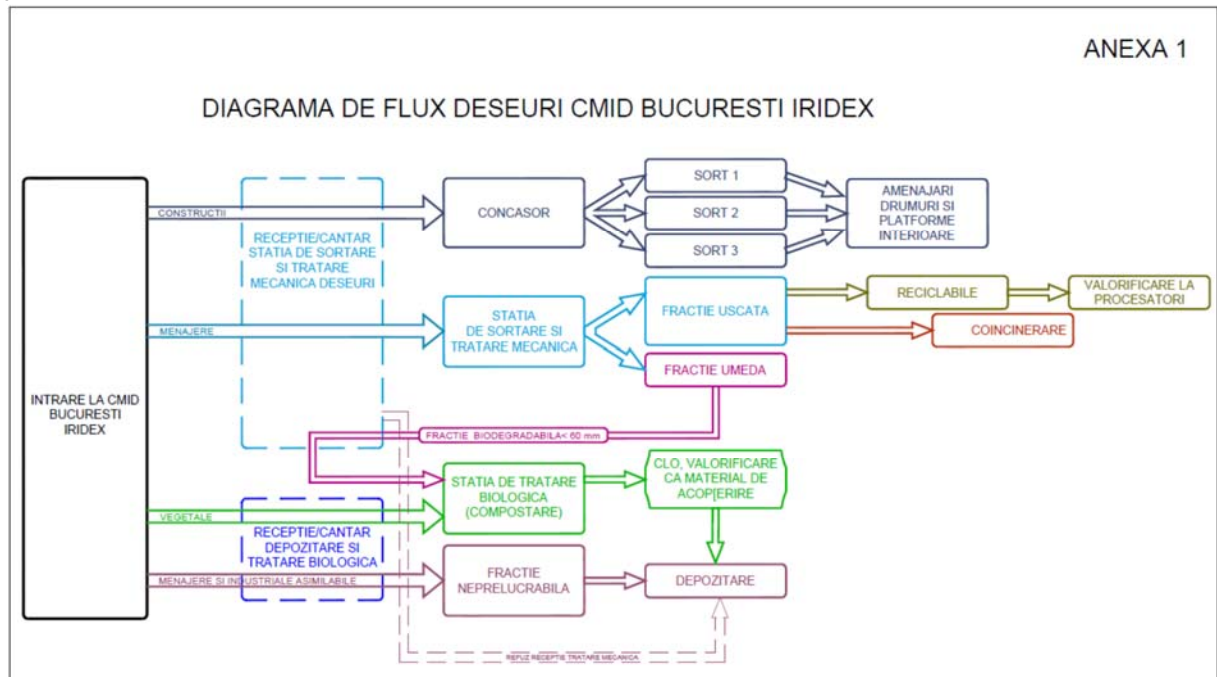 ANEXA 1
DIAGRAMA DE FLUX DESEURI CMID BUCURESTI IRIDEX
INTRARE LA CMID
BUCURESTI
IRIDEX
CONSTRUCTII
RECEPTIE/CANTAR
STATIA DE SORTARE
SI TRATARE
MECANICA DESEURI
CONCASOR
SORT 1
SORT 2
SORT 3
AMENAJARI
DRUMURI SI
PLATFORME
INTERIOARE
MENAJERE
STATIA
DE SORTARE SI
TRATARE MECANICA
FRACTIE USCATA
RECICLABILE
VALORIFICARE LA
PROCESATORI
COINCINERARE
FRACTIE UMEDA
FRACTIE BIODEGRADABILA< 60 mm
VEGETALE
STATIA DE TRATARE
BIOLOGICA
(COMPOSTARE)
CLO, VALORIFICARE
CA MATERIAL DE
ACOP[ERIRE
RECEPTIE/CANTAR
DEPOZITARE SI
TRATARE BIOLOGICA
MENAJERE SI INDUSTRIALE ASIMILABILE
FRACTIE
NEPRELUCRABILA
DEPOZITARE
REFUZ RECEPTIE TRATARE MECANICA